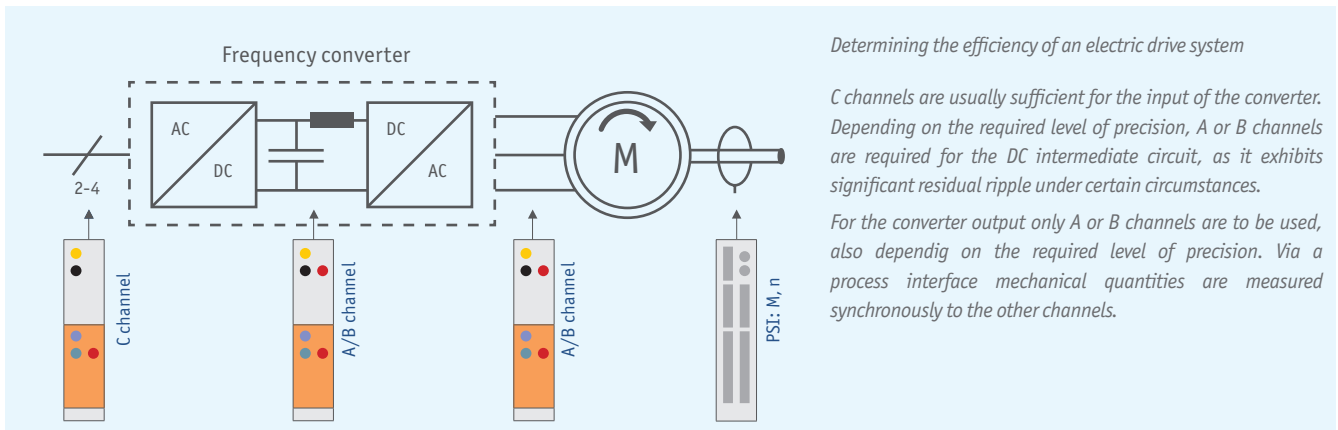 Frequency converter
AC
DC
DC
AC
M
2-4
C channel
A/B channel
A/B channel
PSI: M, n
Determining the efficiency of an electric drive system
C channels are usually sufficient for the input of the converter.
Depending on the required level of precision, A or B channels
are required for the DC intermediate circuit, as it exhibits
significant residual ripple under certain circumstances.
For the converter output only A or B channels are to be used,
also dependig on the required level of precision. Via a
process interface mechanical quantities are measured
synchronously to the other channels.